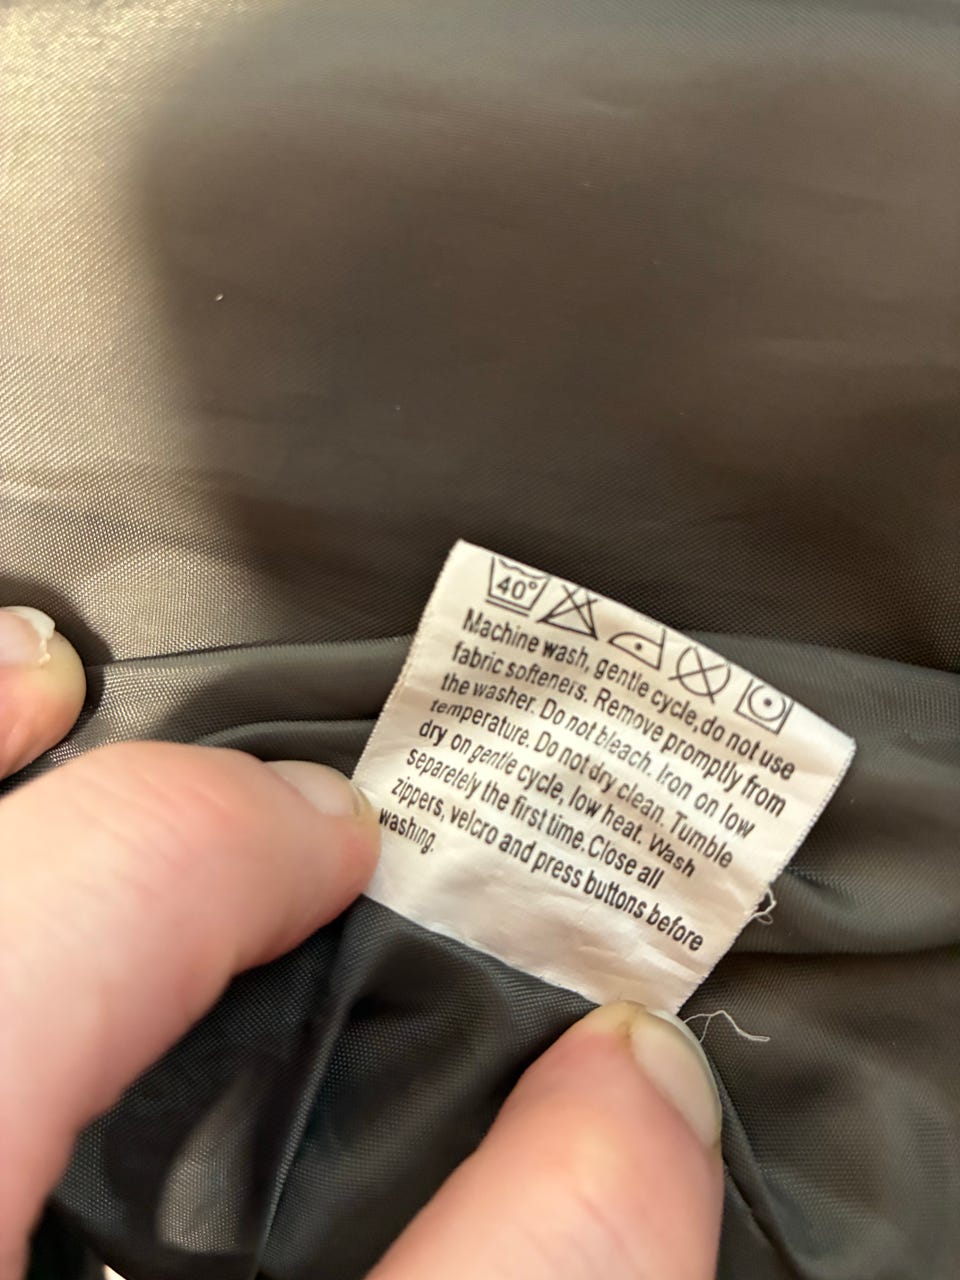 40°
Machine wash, gentle cycle,do not use
fabric softeners. Remove promptly from
the washer. Do not bleach. Iron on low
temperature. Do not dry clean. Tumble
dry on gentle cycle, low heat. Wash
separetely the first time.Close all
zippers, velcro and press buttons before
washing.